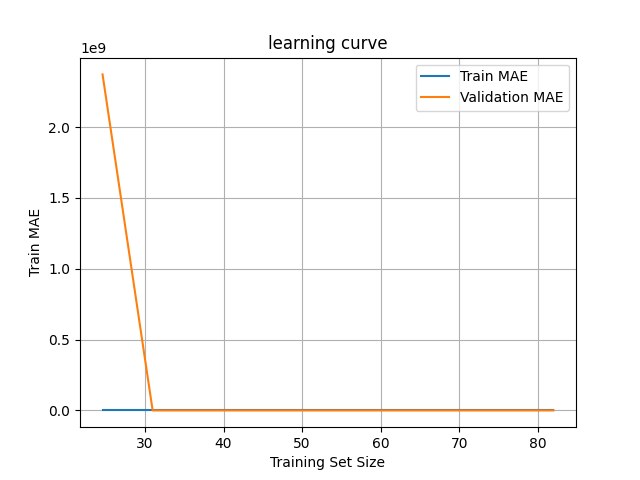 learning curve
1e9
Train MAE
Validation MAE
2.0
1.5
1.0
0.5
0.0
Train MAE
30 40 50 60 70 80
Training Set Size